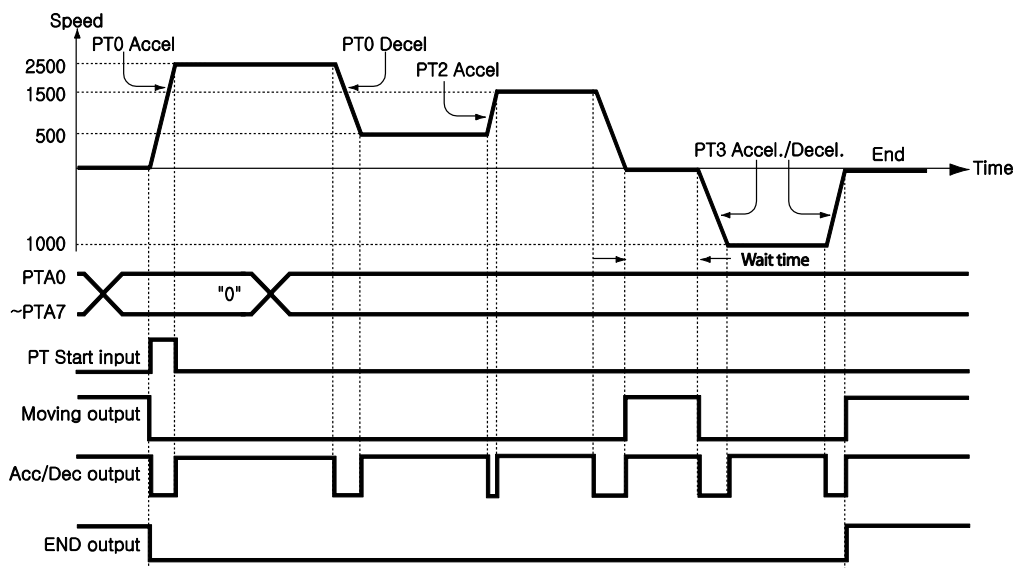 Speed
PT0 Accel
PT0 Decel
2500
PT2 Accel
1500
500
PT3 Accel./Decel.
End
Time
1000
Wait time
PTA0
"0"
~PTA7
PT Start input
Moving output
Acc/Dec output
END output